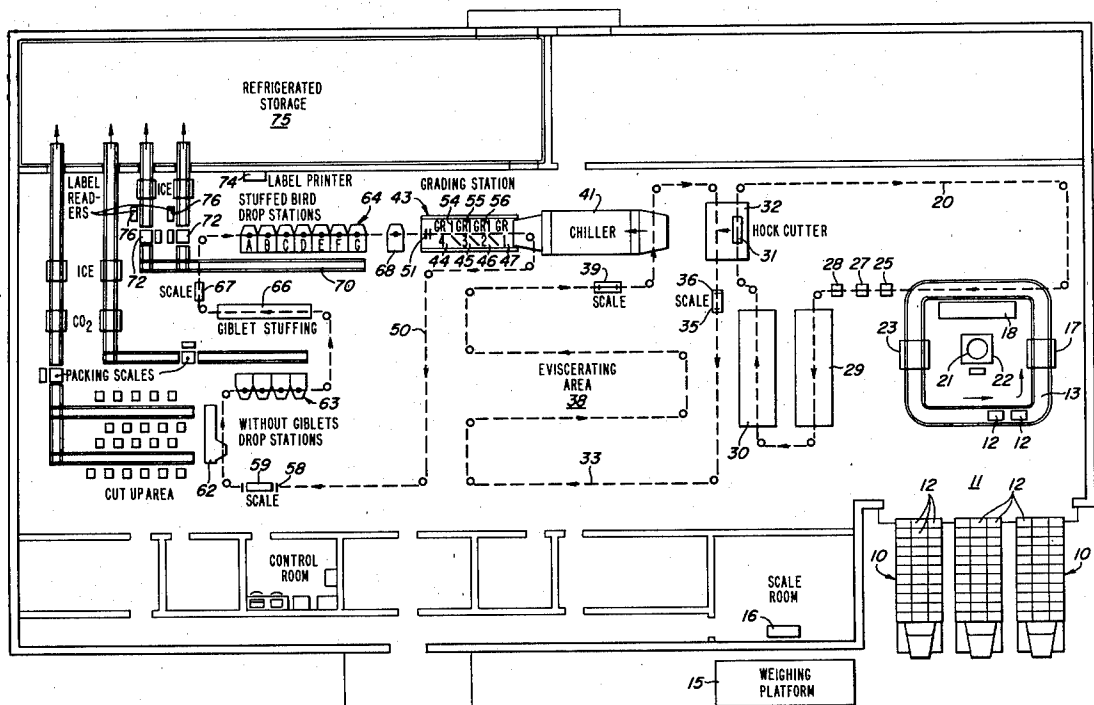 REFRIGERATED
STORAGE
75
LABEL
READ-
ERS
ICE
76
76
72
72
74
LABEL PRINTER
STUFFED BIRD
DROP STATIONS
64
A B C D E F G
68
43
GRADING STATION
54 55 56
GR GR GR GR
4 3 2 1
51
44 45 46 47
41
CHILLER
32
HOCK CUTTER
31
20
SCALE
67
70
66
GIBLET STUFFING
ICE
CO2
PACKING SCALES
63
WITHOUT GIBLETS
DROP STATIONS
62
59
58
SCALE
CUT UP AREA
50
39
SCALE
36
SCALE
35
EVISCERATING
AREA
38
33
30
29
28
27
25
23
18
17
21
22
13
12
12
11
12
12
10
10
CONTROL
ROOM
SCALE
ROOM
16
15
WEIGHING
PLATFORM